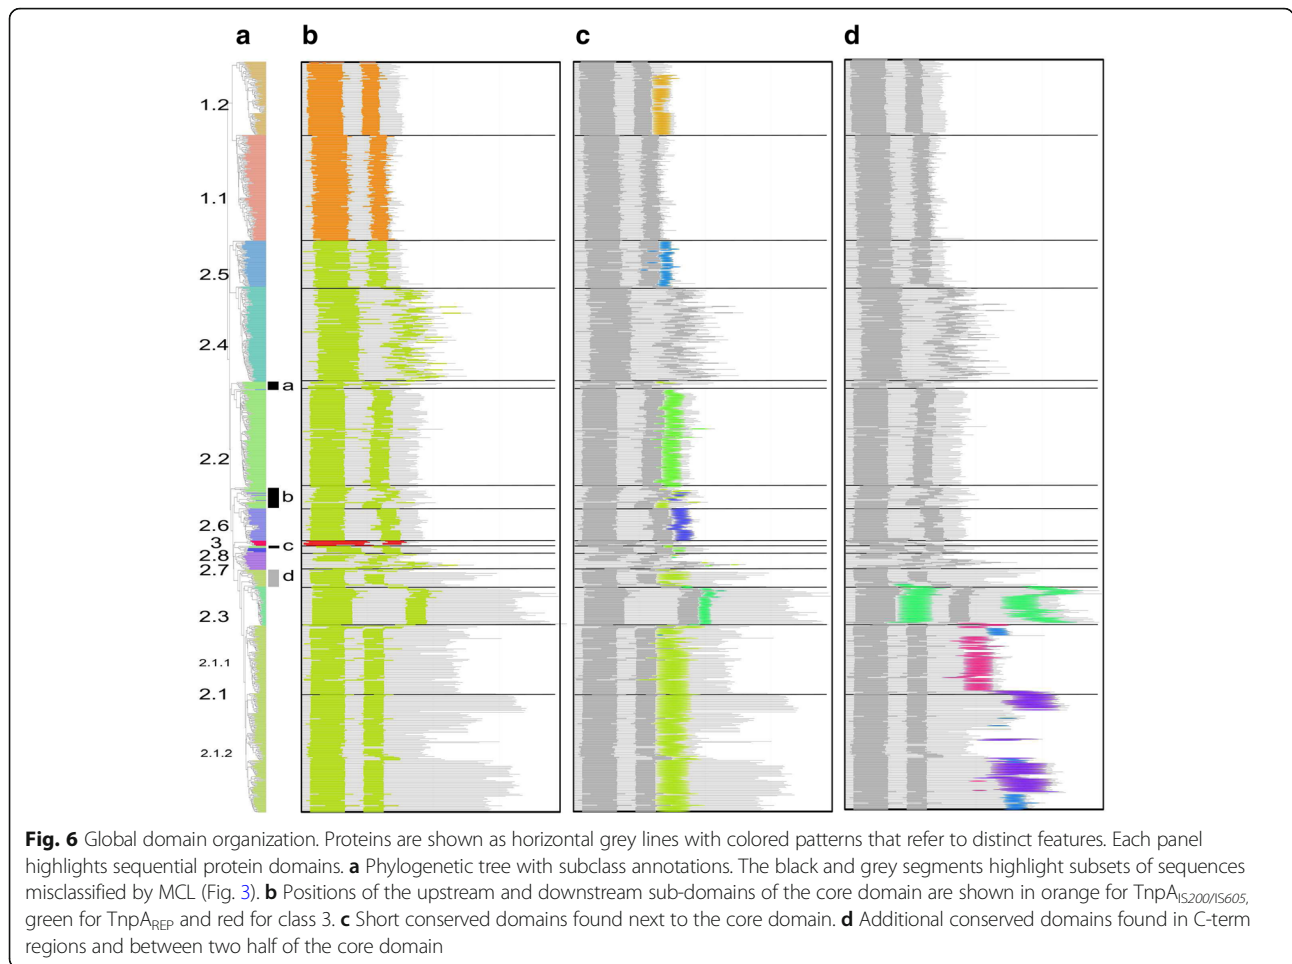 a b c d
1.2
1.1
2.5
2.4
a
2.2
b
2.6
3
c
2.8
2.7
d
2.3
2.1.1
2.1
2.1.2
Fig. 6 Global domain organization. Proteins are shown as horizontal grey lines with colored patterns that refer to distinct features. Each panel
highlights sequential protein domains. a Phylogenetic tree with subclass annotations. The black and grey segments highlight subsets of sequences
misclassified by MCL (Fig. 3). b Positions of the upstream and downstream sub-domains of the core domain are shown in orange for TnpAIS200/IS605,
green for TnpAREP and red for class 3. c Short conserved domains found next to the core domain. d Additional conserved domains found in C-term
regions and between two half of the core domain